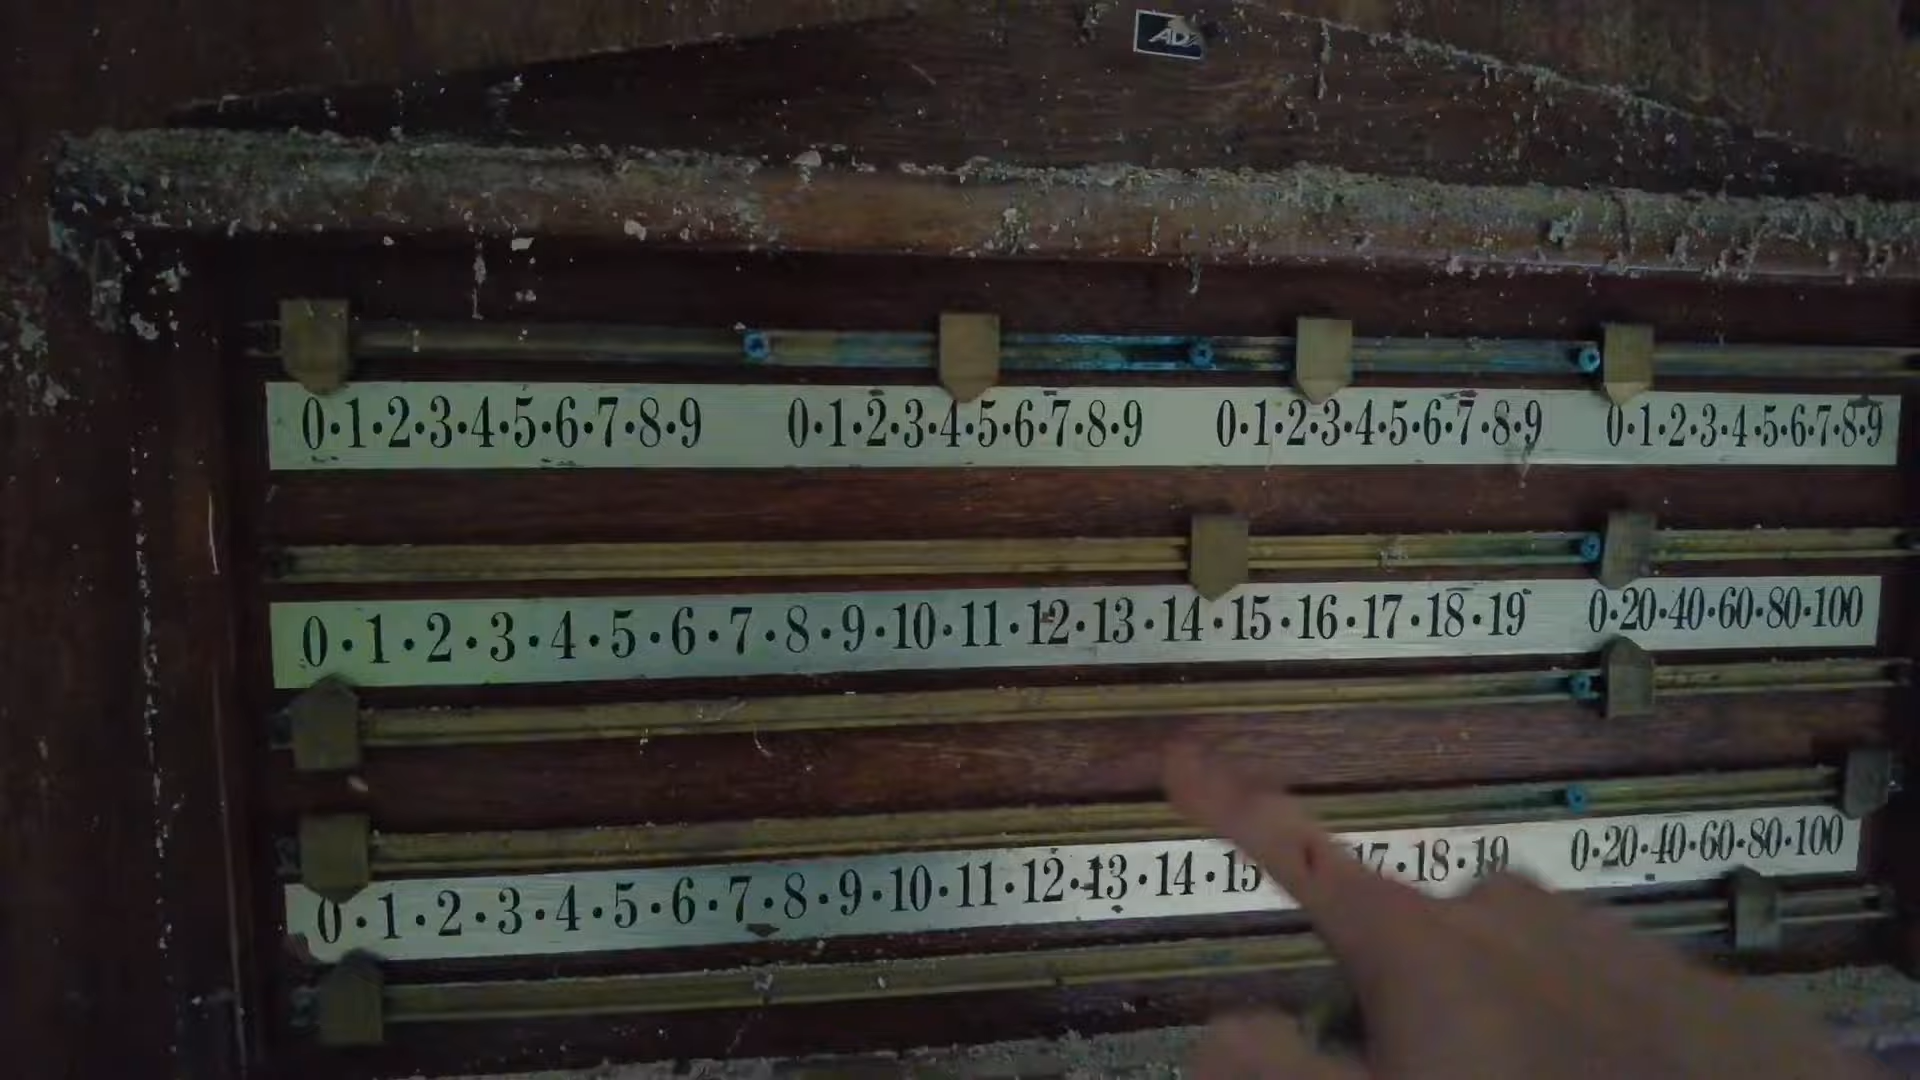 AD
0·1·2·3·4·5·6·7·8·9 0·1·2·3·4·5·6·7·8·9 0·1·2·3·4·5·6·7·8·9 0·1·2·3·4·5·6·7·8·9
0·1·2·3·4·5·6·7·8·9·10·11·12·13·14·15·16·17·18·19 0·20·40·60·80·100
0·1·2·3·4·5·6·7·8·9·10·11·12·13·14·15 17·18·19 0·20·40·60·80·100